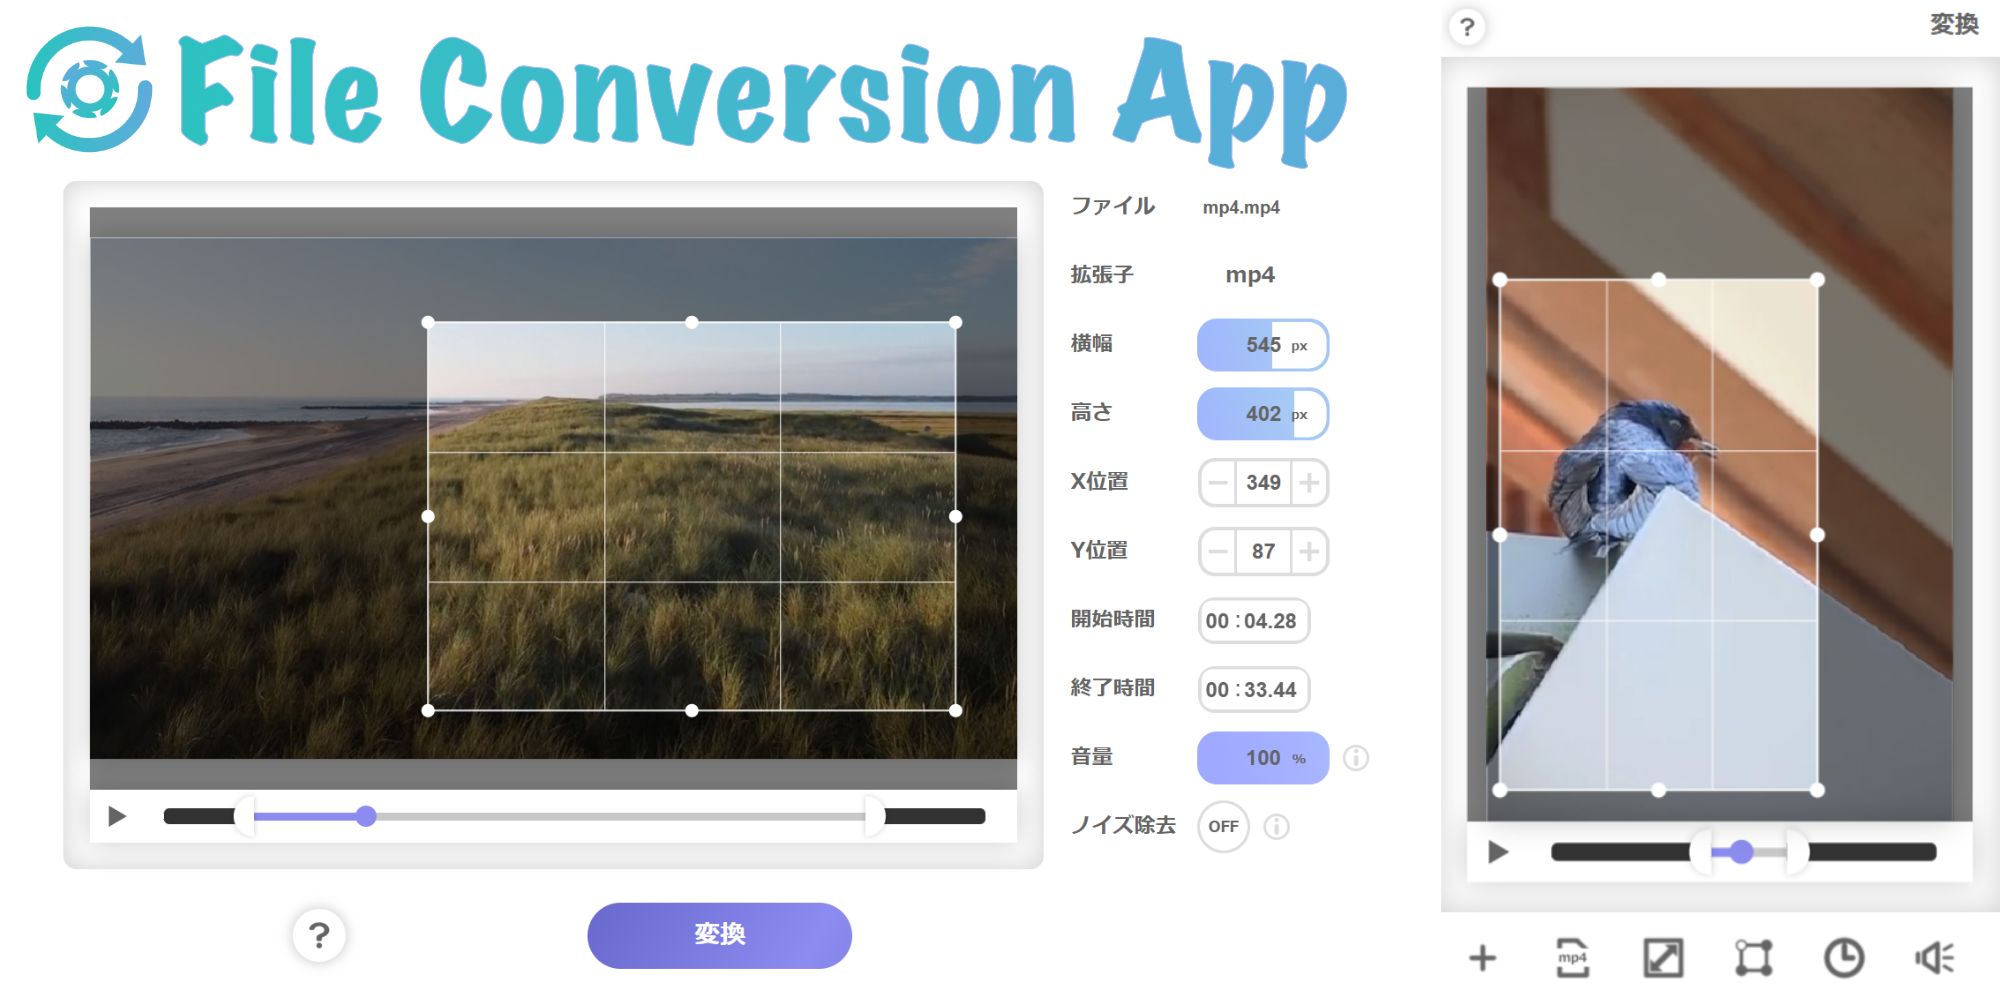 File Conversion App
ファイル mp4.mp4
拡張子 mp4
横幅 545 px
高さ 402 px
X位置 349
Y位置 87
開始時間 00 : 04.28
終了時間 00 : 33.44
音量 100 %
ノイズ除去 OFF
? 変換
? 変換
mp4